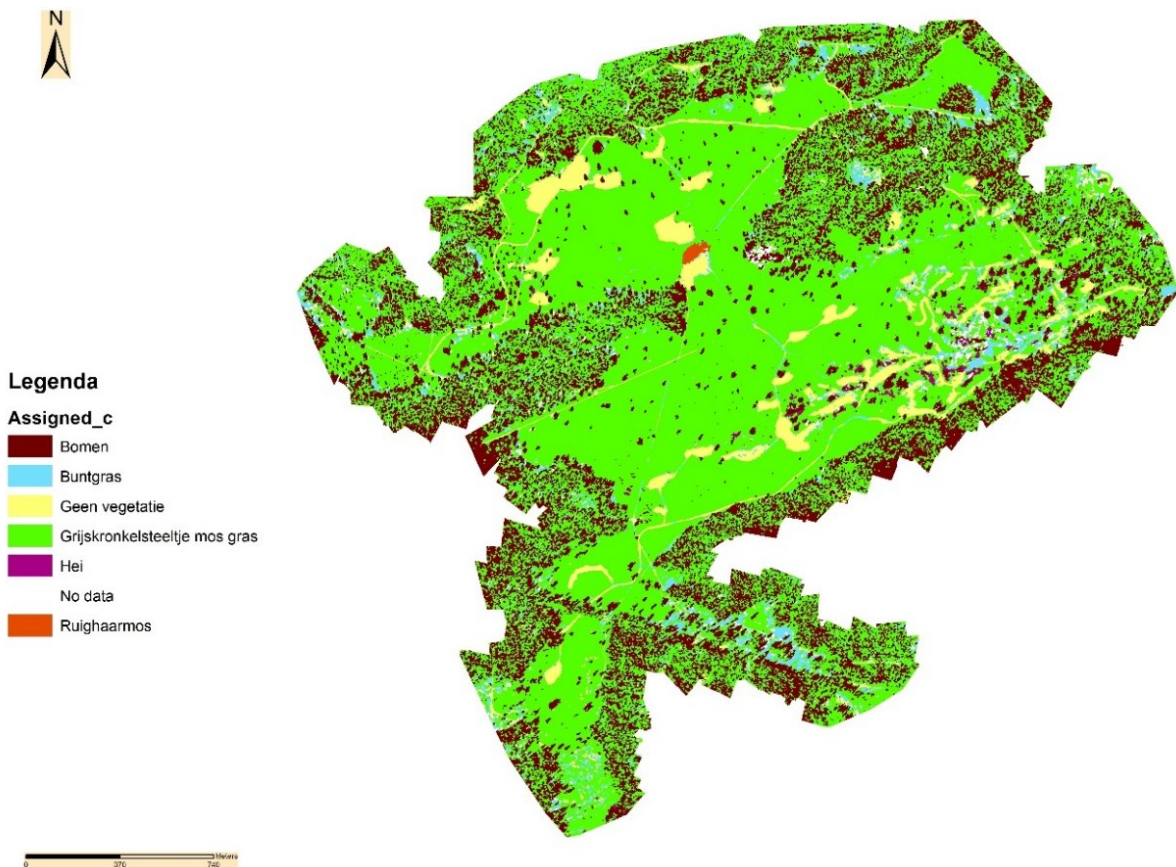 N
Legenda
Assigned_c
Bomen
Buntgras
Geen vegetatie
Grijskronkelsteeltje mos gras
Hei
No data
Ruighaarmos
Meters
0 370 740